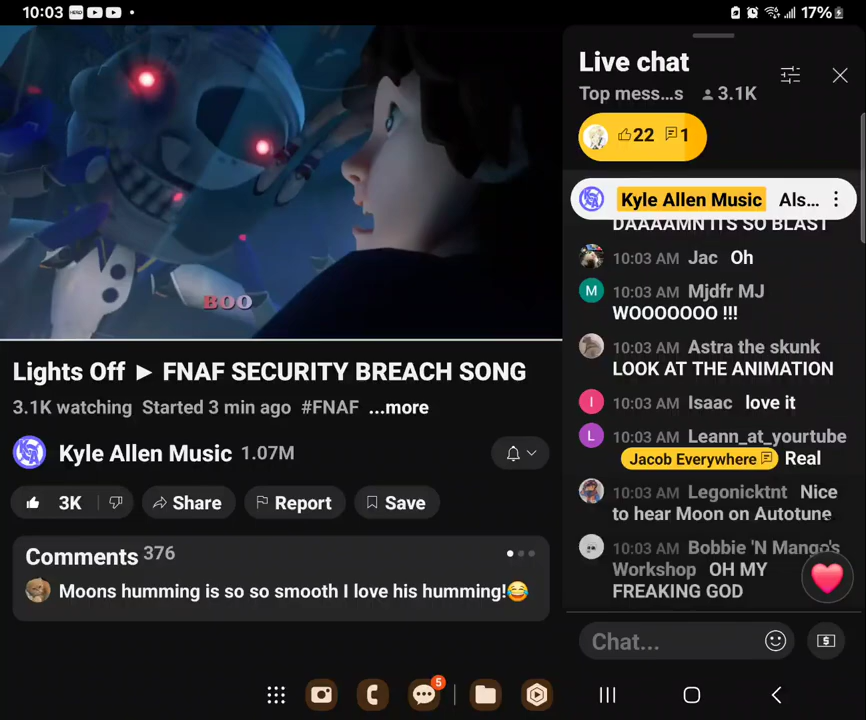 10:03
17%
BOO
Lights Off ► FNAF SECURITY BREACH SONG
3.1K watching Started 3 min ago #FNAF ...more
Kyle Allen Music 1.07M
3K Share Report Save
Comments 376
Moons humming is so so smooth I love his humming!😂
5
Live chat
Top mess...s 3.1K
22 1
Kyle Allen Music Als...
DAAAAMN ITS SO BLAST
10:03 AM Jac Oh
M 10:03 AM Mjdfr MJ
WOOOOOOO !!!
10:03 AM Astra the skunk
LOOK AT THE ANIMATION
I 10:03 AM Isaac love it
L 10:03 AM Leann_at_yourtube
Jacob Everywhere Real
10:03 AM Legonicktnt Nice
to hear Moon on Autotune
10:03 AM Bobbie 'N Mango's
Workshop OH MY
FREAKING GOD
Chat...